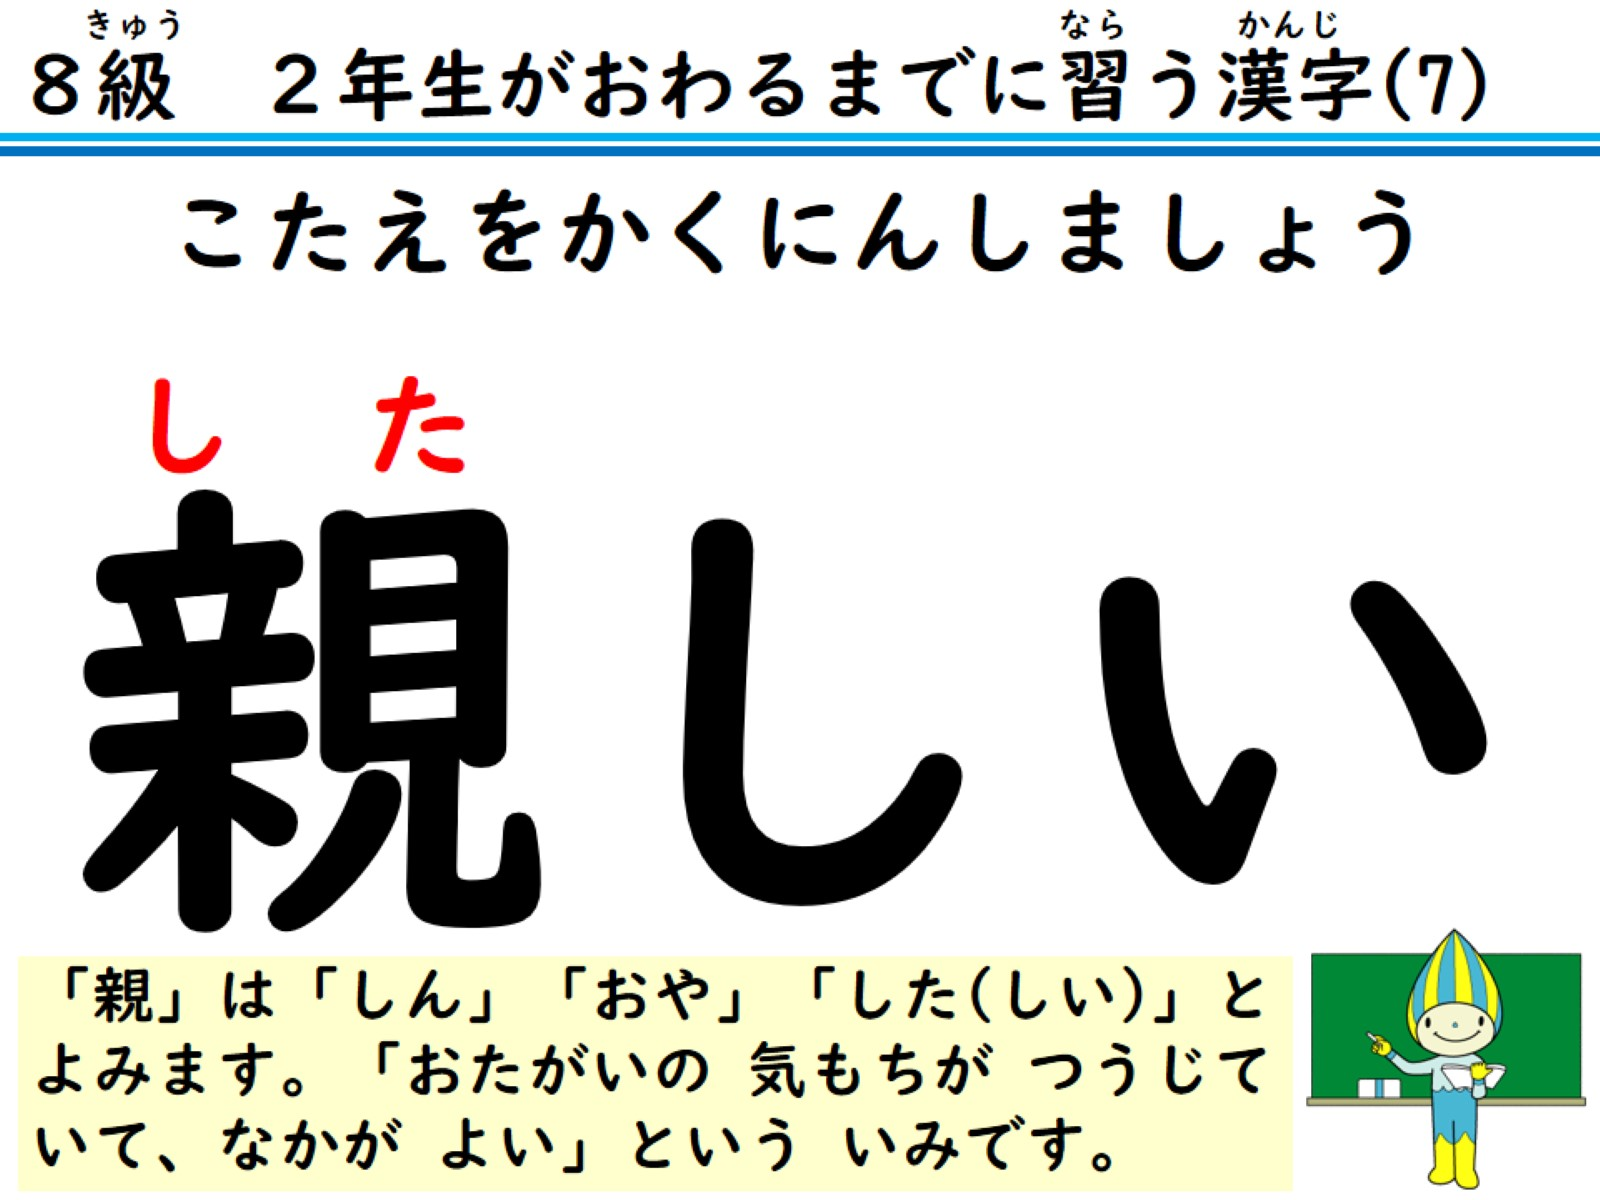 きゅう なら かんじ
８級　２年生がおわるまでに習う漢字(7)
こたえをかくにんしましょう
した
親しい
「親」は「しん」「おや」「した(しい)」と
よみます。「おたがいの 気もちが つうじて
いて、なかが よい」という いみです。